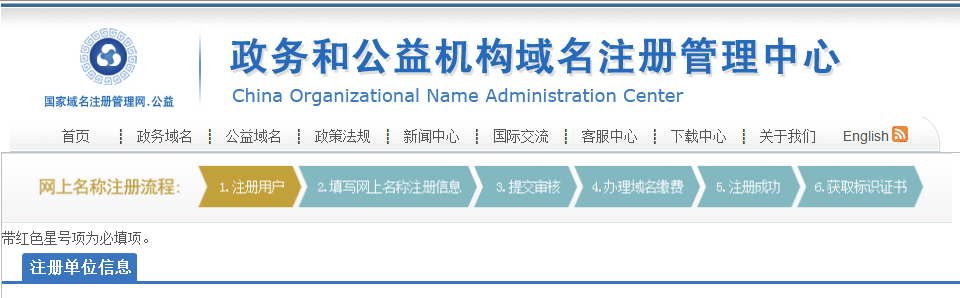 政务和公益机构域名注册管理中心
China Organizational Name Administration Center
国家域名注册管理网.公益
首页 政务域名 公益域名 政策法规 新闻中心 国际交流 客服中心 下载中心 关于我们 English
网上名称注册流程: 1.注册用户 2.填写网上名称注册信息 3.提交审核 4.办理域名缴费 5.注册成功 6.获取标识证书
带红色星号项为必填项。
注册单位信息